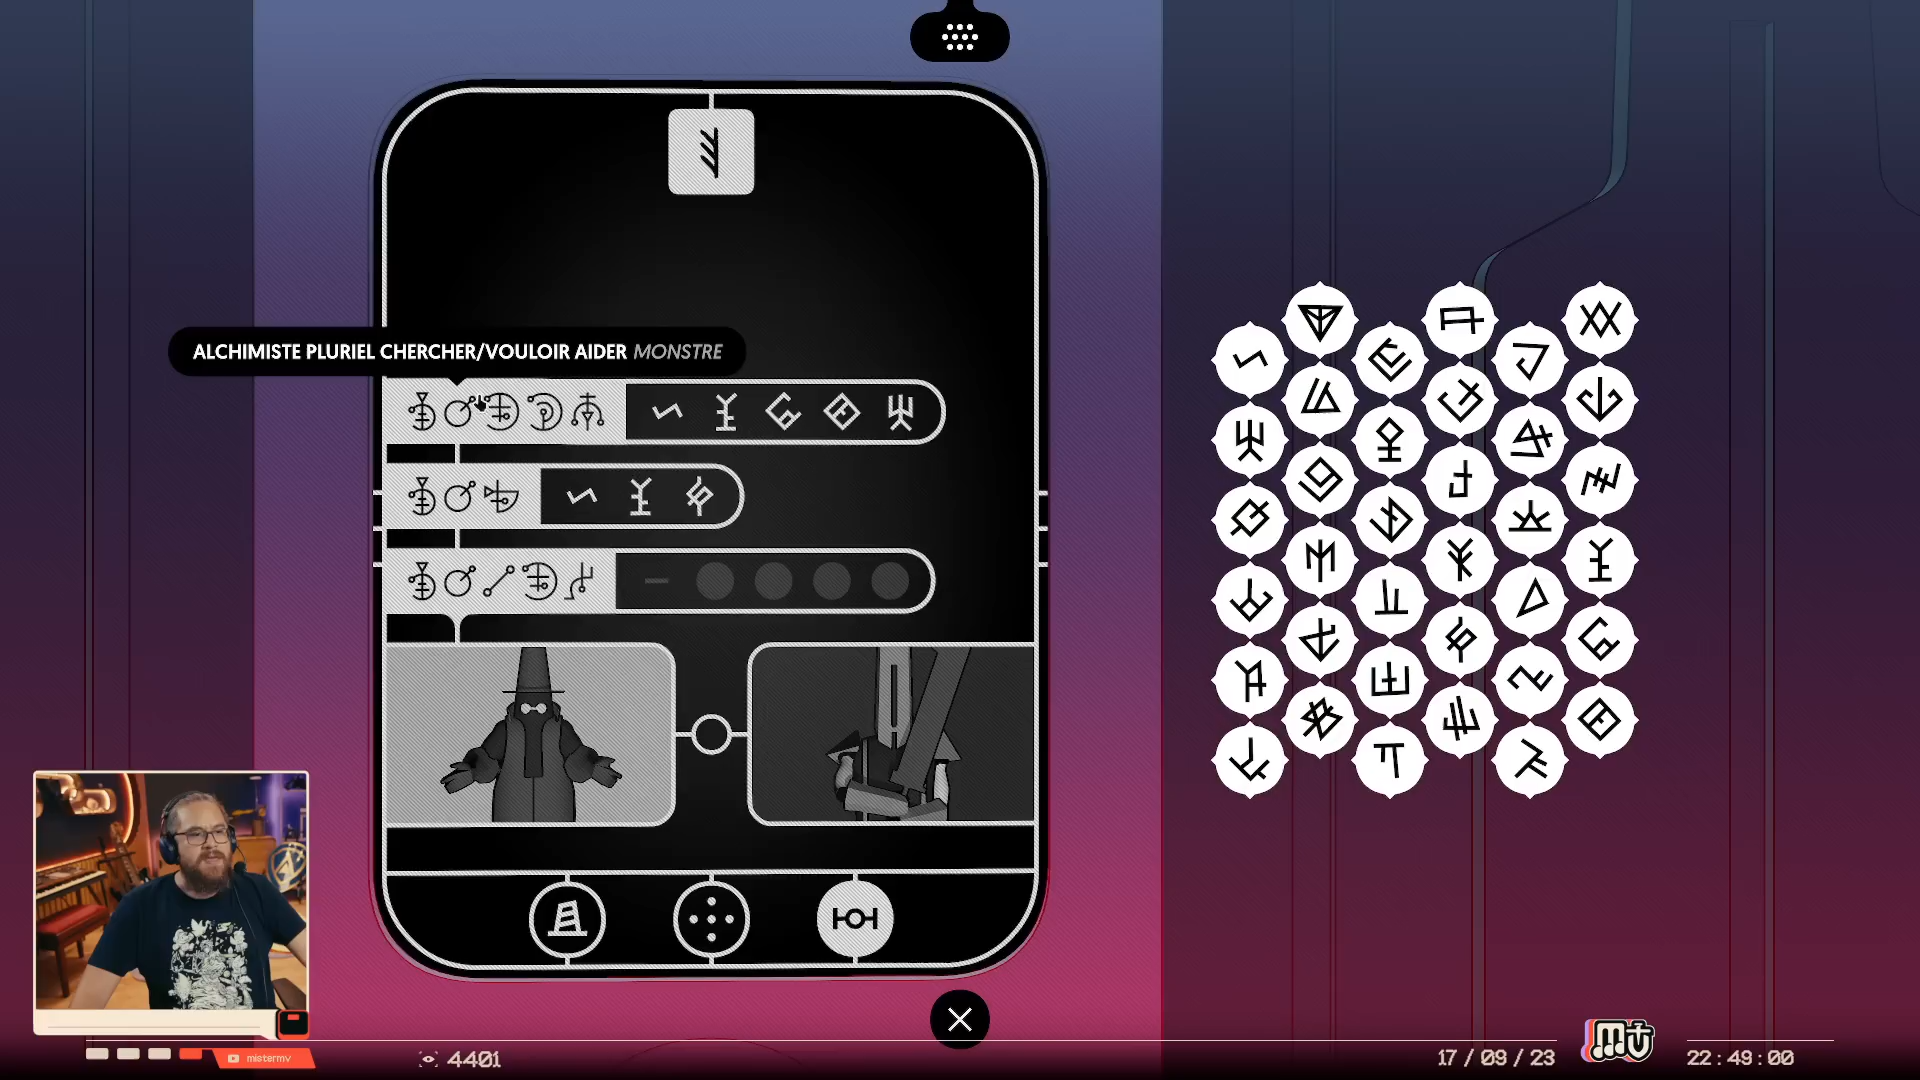 ALCHIMISTE PLURIEL CHERCHER/VOULOIR AIDER MONSTRE
mistermv
4401
17 / 09 / 23
22 : 49 : 00